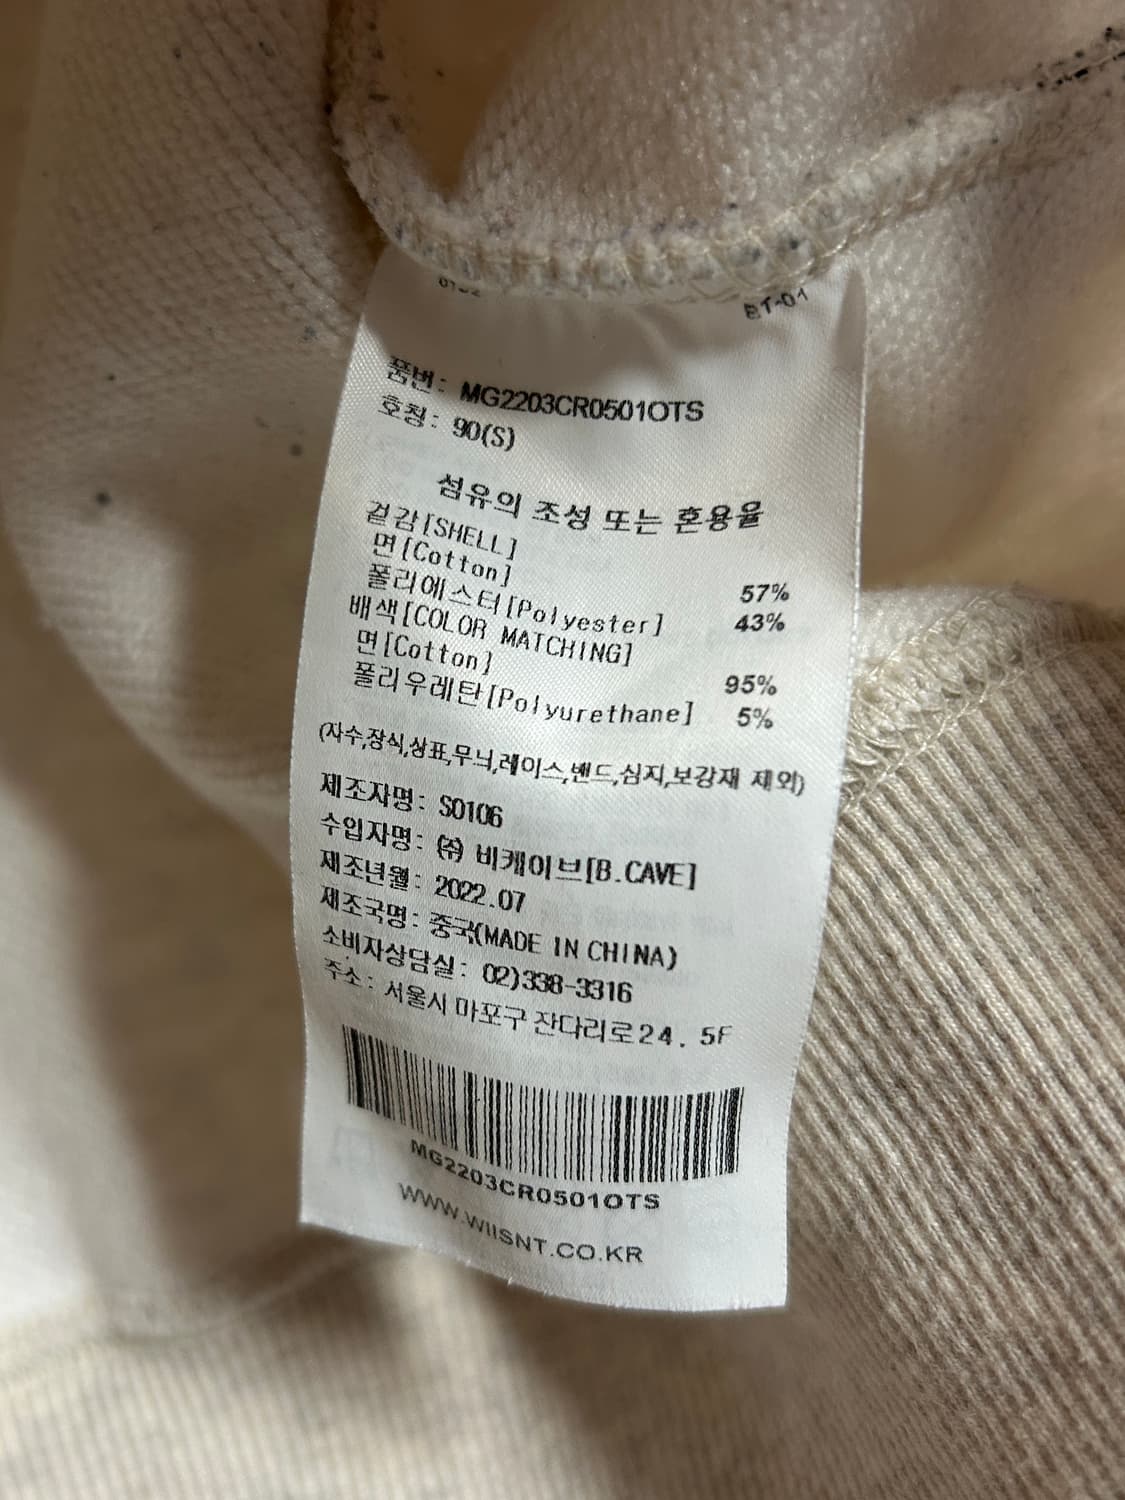 BT-01
품번: MG2203CR0501OTS
호칭: 90(S)
섬유의 조성 또는 혼용율
겉감[SHELL]
면[Cotton] 57%
폴리에스터[Polyester] 43%
배색[COLOR MATCHING]
면[Cotton] 95%
폴리우레탄[Polyurethane] 5%
(자수,장식,상표,무늬,레이스,밴드,심지,보강재 제외)
제조자명: S0106
수입자명: ㈜ 비케이브[B.CAVE]
제조년월: 2022.07
제조국명: 중국(MADE IN CHINA)
소비자상담실: 02)338-3316
주소: 서울시 마포구 잔다리로24. 5F
MG2203CR0501OTS
WWW.WIISNT.CO.KR